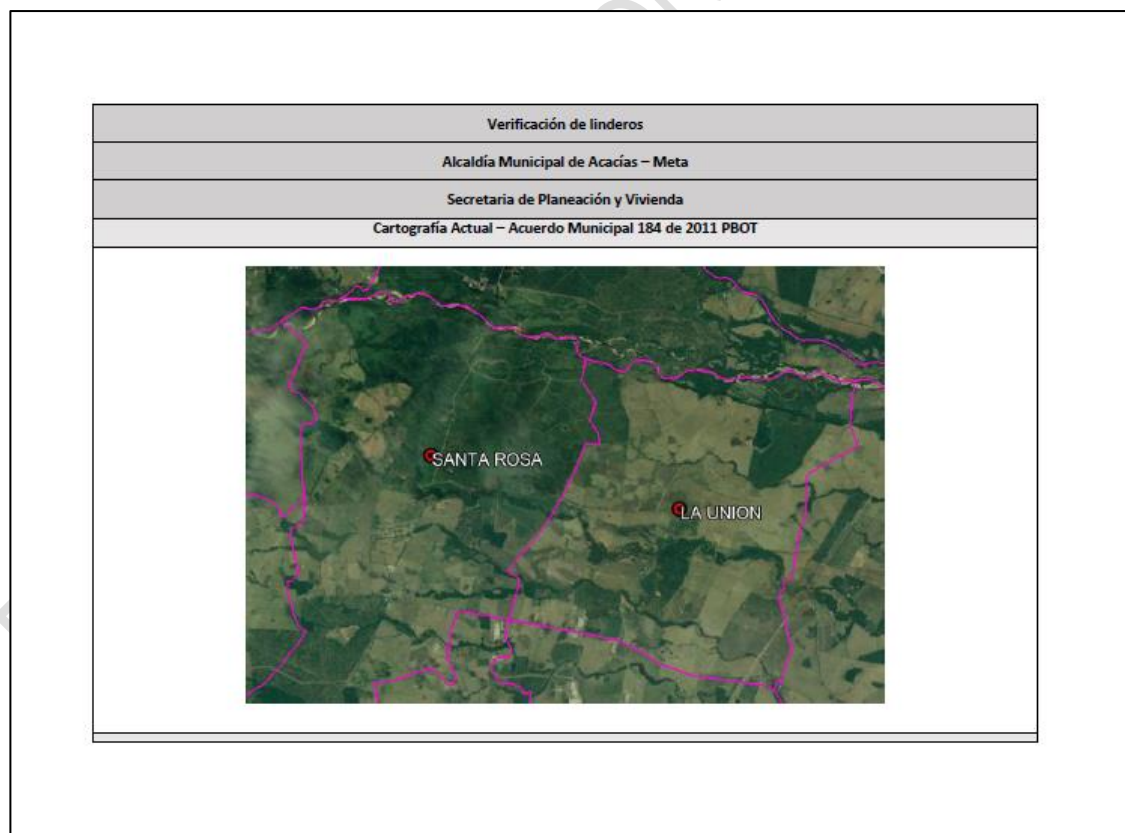 Verificación de linderos
Alcaldía Municipal de Acacías – Meta
Secretaria de Planeación y Vivienda
Cartografía Actual – Acuerdo Municipal 184 de 2011 PBOT
SANTA ROSA
LA UNION